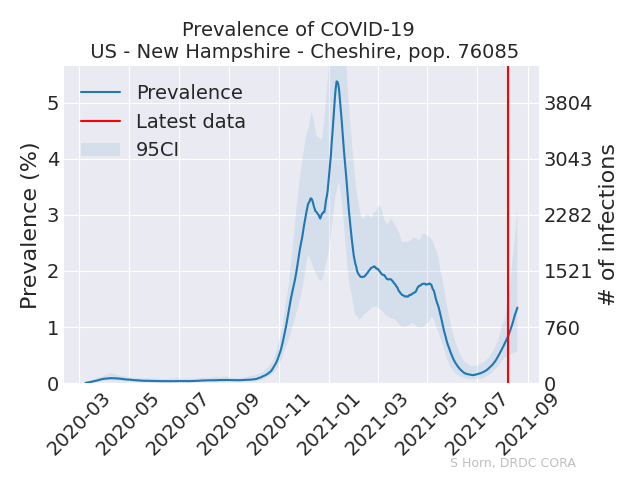 Prevalence of COVID-19
US - New Hampshire - Cheshire, pop. 76085
Prevalence
Latest data
95CI
Prevalence (%)
5
4
3
2
1
0
# of infections
3804
3043
2282
1521
760
0
2020-03
2020-05
2020-07
2020-09
2020-11
2021-01
2021-03
2021-05
2021-07
2021-09
S Horn, DRDC CORA